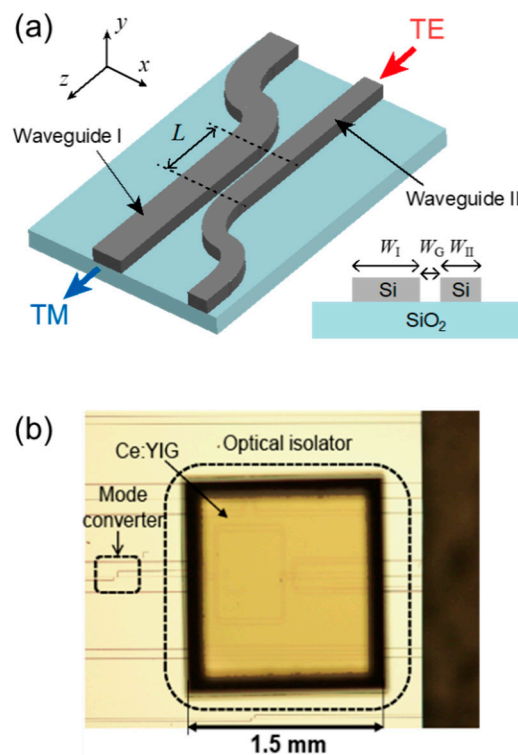 (a)
y
x
z
TE
Waveguide I
L
Waveguide II
TM
W_I W_G W_II
Si Si
SiO₂
(b)
Optical isolator
Ce:YIG
Mode
converter
1.5 mm